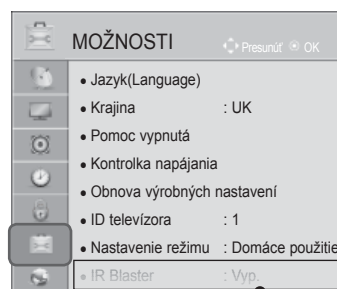 MOŽNOSTI
Presunúť OK
● Jazyk(Language)
● Krajina : UK
● Pomoc vypnutá
● Kontrolka napájania
● Obnova výrobných nastavení
● ID televízora : 1
● Nastavenie režimu : Domáce použitie
● IR Blaster : Vyp.